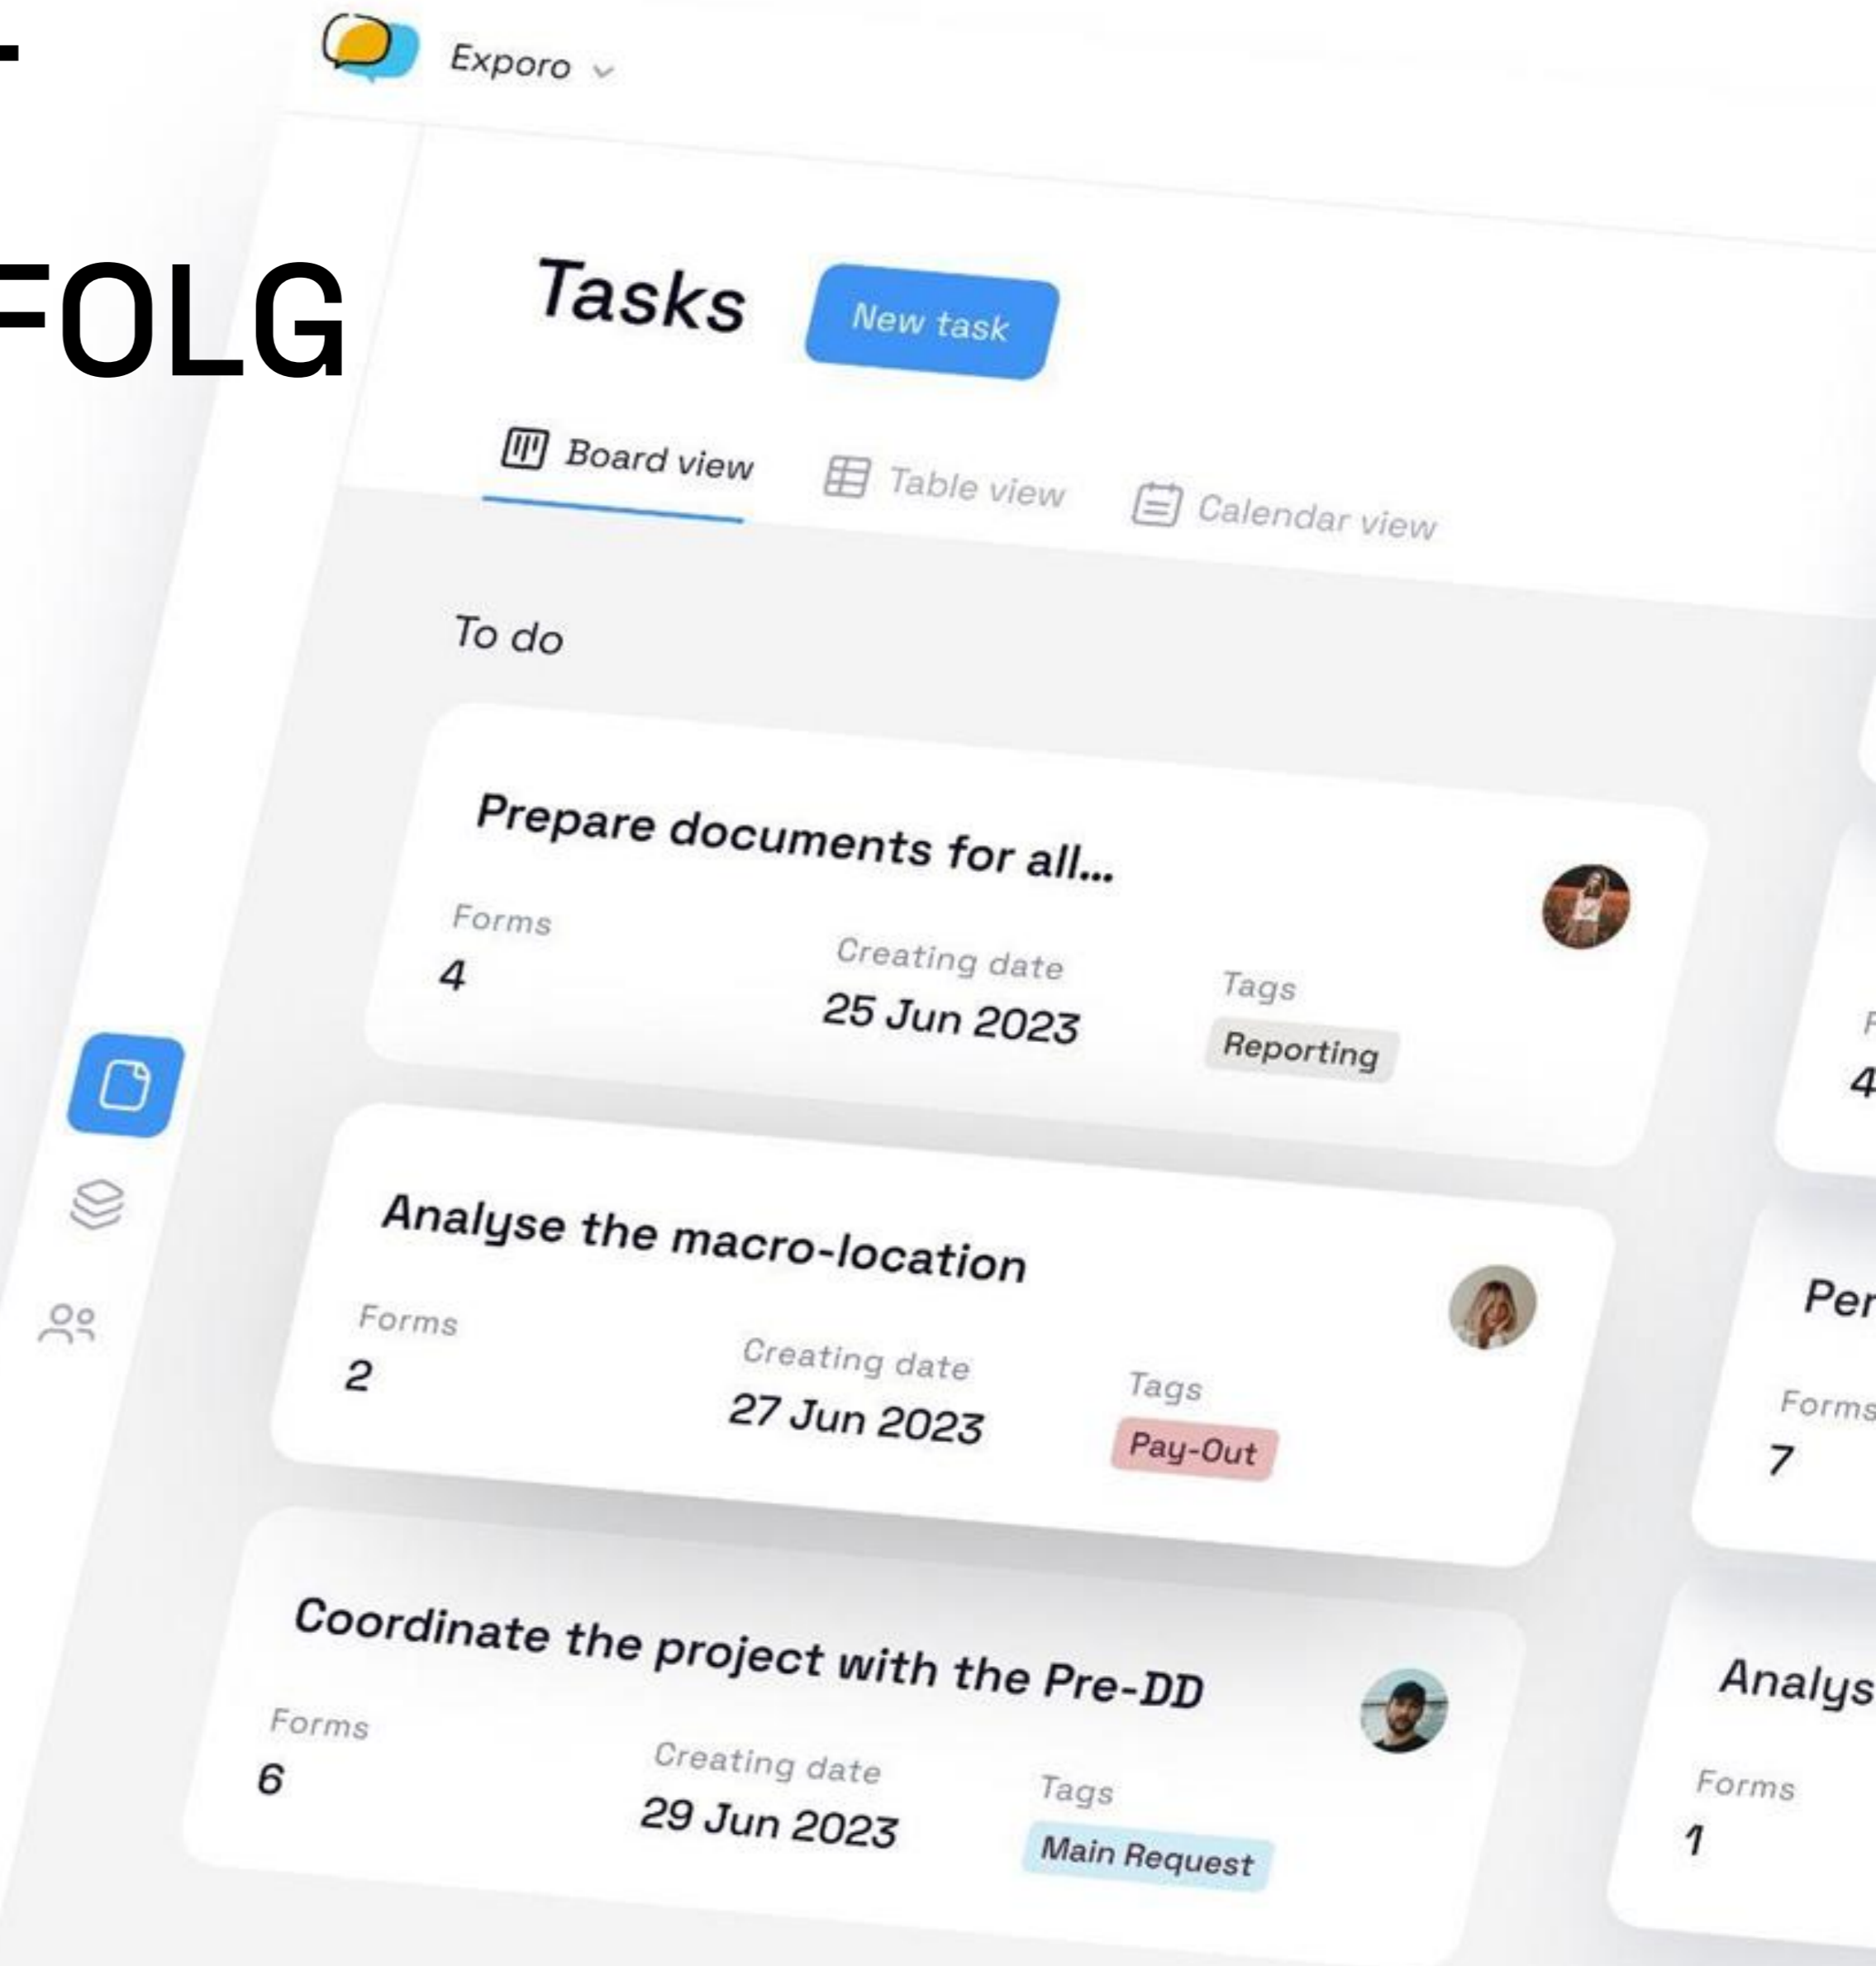 FOLG
Exporo
Tasks
New task
Board view
Table view
Calendar view
To do
Prepare documents for all...
Forms
Creating date
Tags
4
25 Jun 2023
Reporting
4
Analyse the macro-location
Forms
Creating date
Tags
2
27 Jun 2023
Pay-Out
Forms
7
Coordinate the project with the Pre-DD
Forms
Creating date
Tags
6
29 Jun 2023
Main Request
Analys
Forms
1